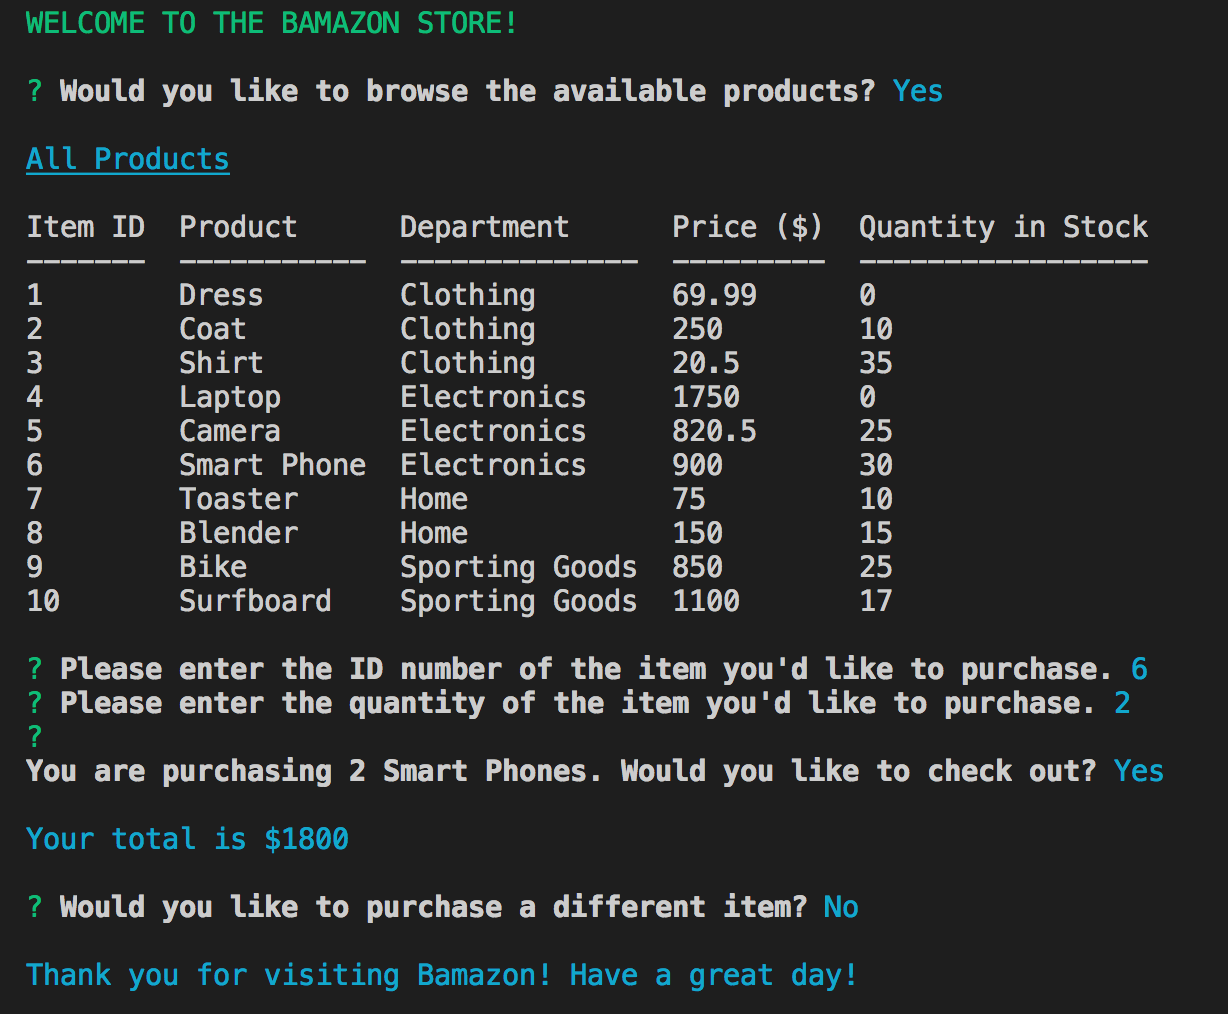 WELCOME TO THE BAMAZON STORE!
? Would you like to browse the available products? Yes
All Products
Item ID  Product      Department      Price ($)  Quantity in Stock
-------  -----------  --------------  ---------  -----------------
1        Dress        Clothing        69.99      0
2        Coat         Clothing        250        10
3        Shirt        Clothing        20.5       35
4        Laptop       Electronics     1750       0
5        Camera       Electronics     820.5      25
6        Smart Phone  Electronics     900        30
7        Toaster      Home            75         10
8        Blender      Home            150        15
9        Bike         Sporting Goods  850        25
10       Surfboard    Sporting Goods  1100       17
? Please enter the ID number of the item you'd like to purchase. 6
? Please enter the quantity of the item you'd like to purchase. 2
?
You are purchasing 2 Smart Phones. Would you like to check out? Yes
Your total is $1800
? Would you like to purchase a different item? No
Thank you for visiting Bamazon! Have a great day!